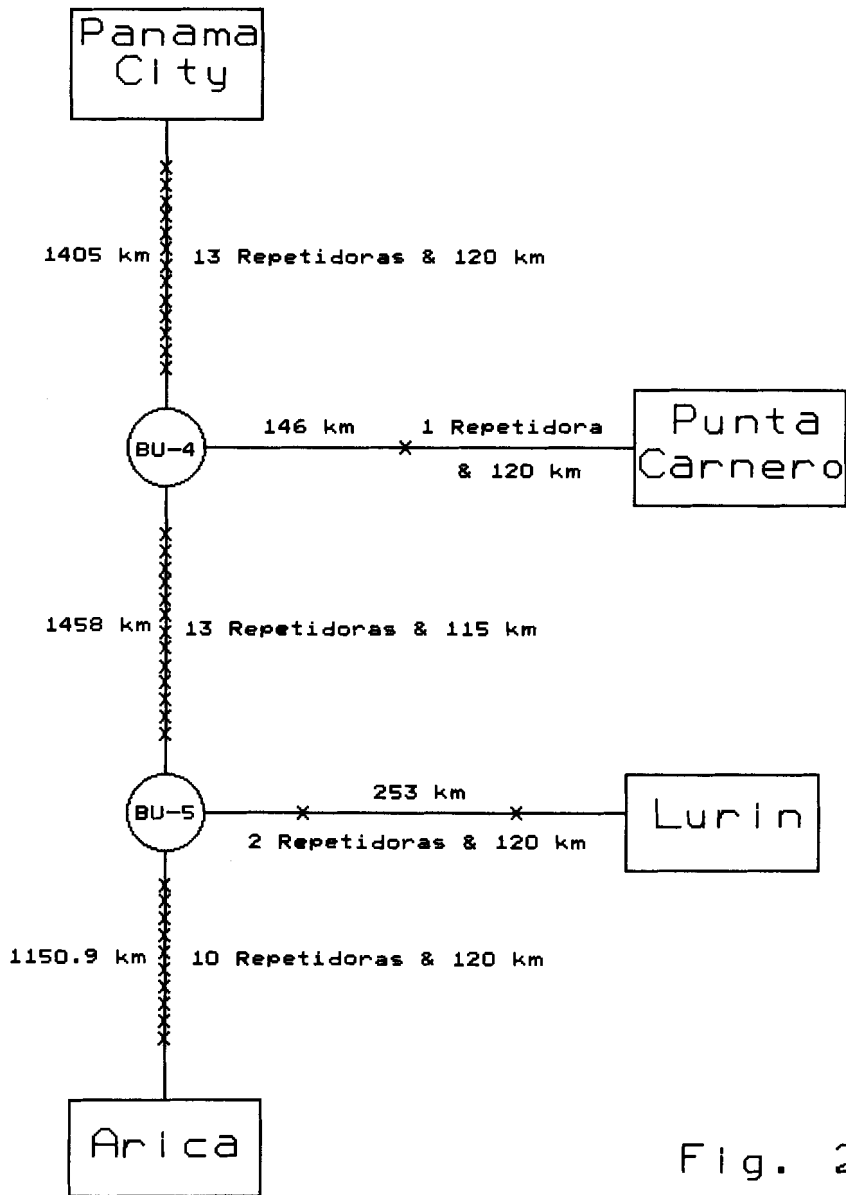 Panama
City
1405 km
13 Repetidoras & 120 km
BU-4
146 km
1 Repetidora
& 120 km
Punta
Carnero
1458 km
13 Repetidoras & 115 km
BU-5
253 km
2 Repetidoras & 120 km
Lurin
1150.9 km
10 Repetidoras & 120 km
Arica
Fig. 2